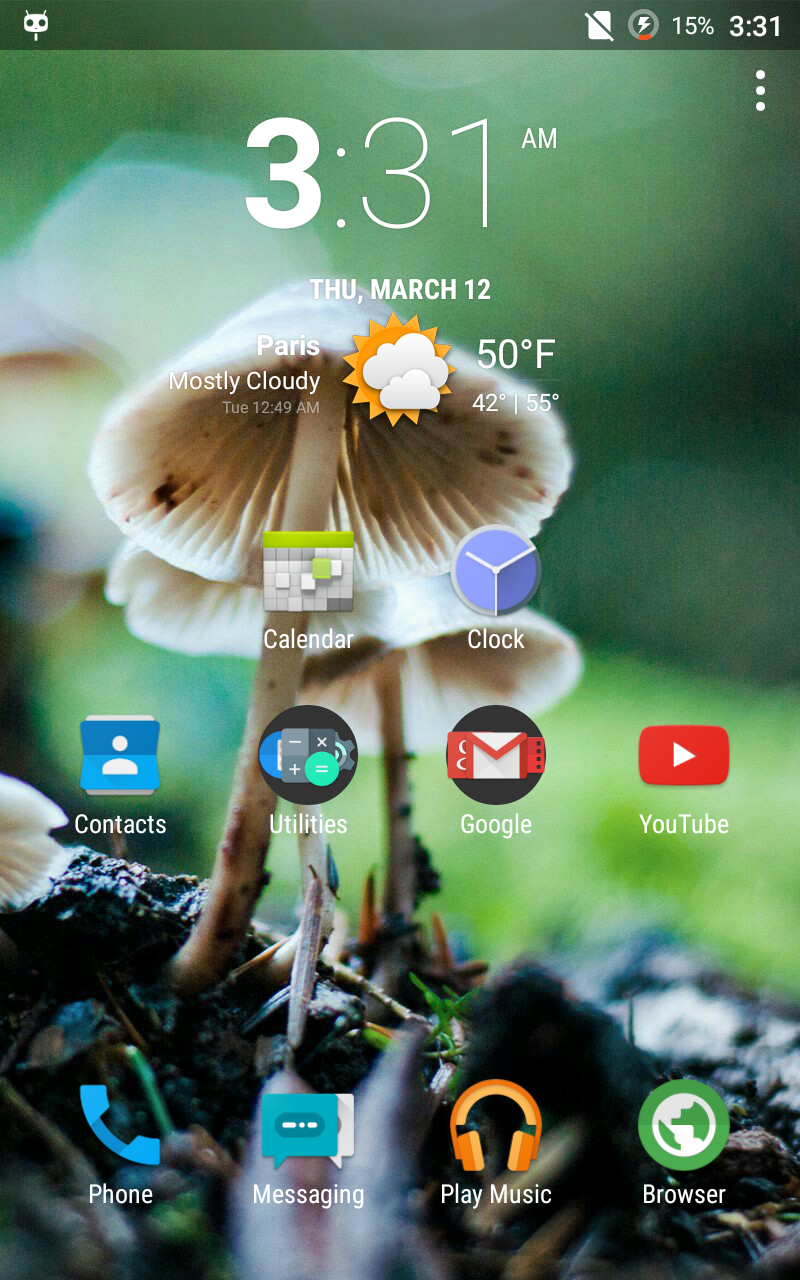 15% 3:31
3:31 AM
THU, MARCH 12
Paris
Mostly Cloudy
Tue 12:49 AM
50°F
42° | 55°
Calendar Clock
Contacts Utilities Google YouTube
Phone Messaging Play Music Browser